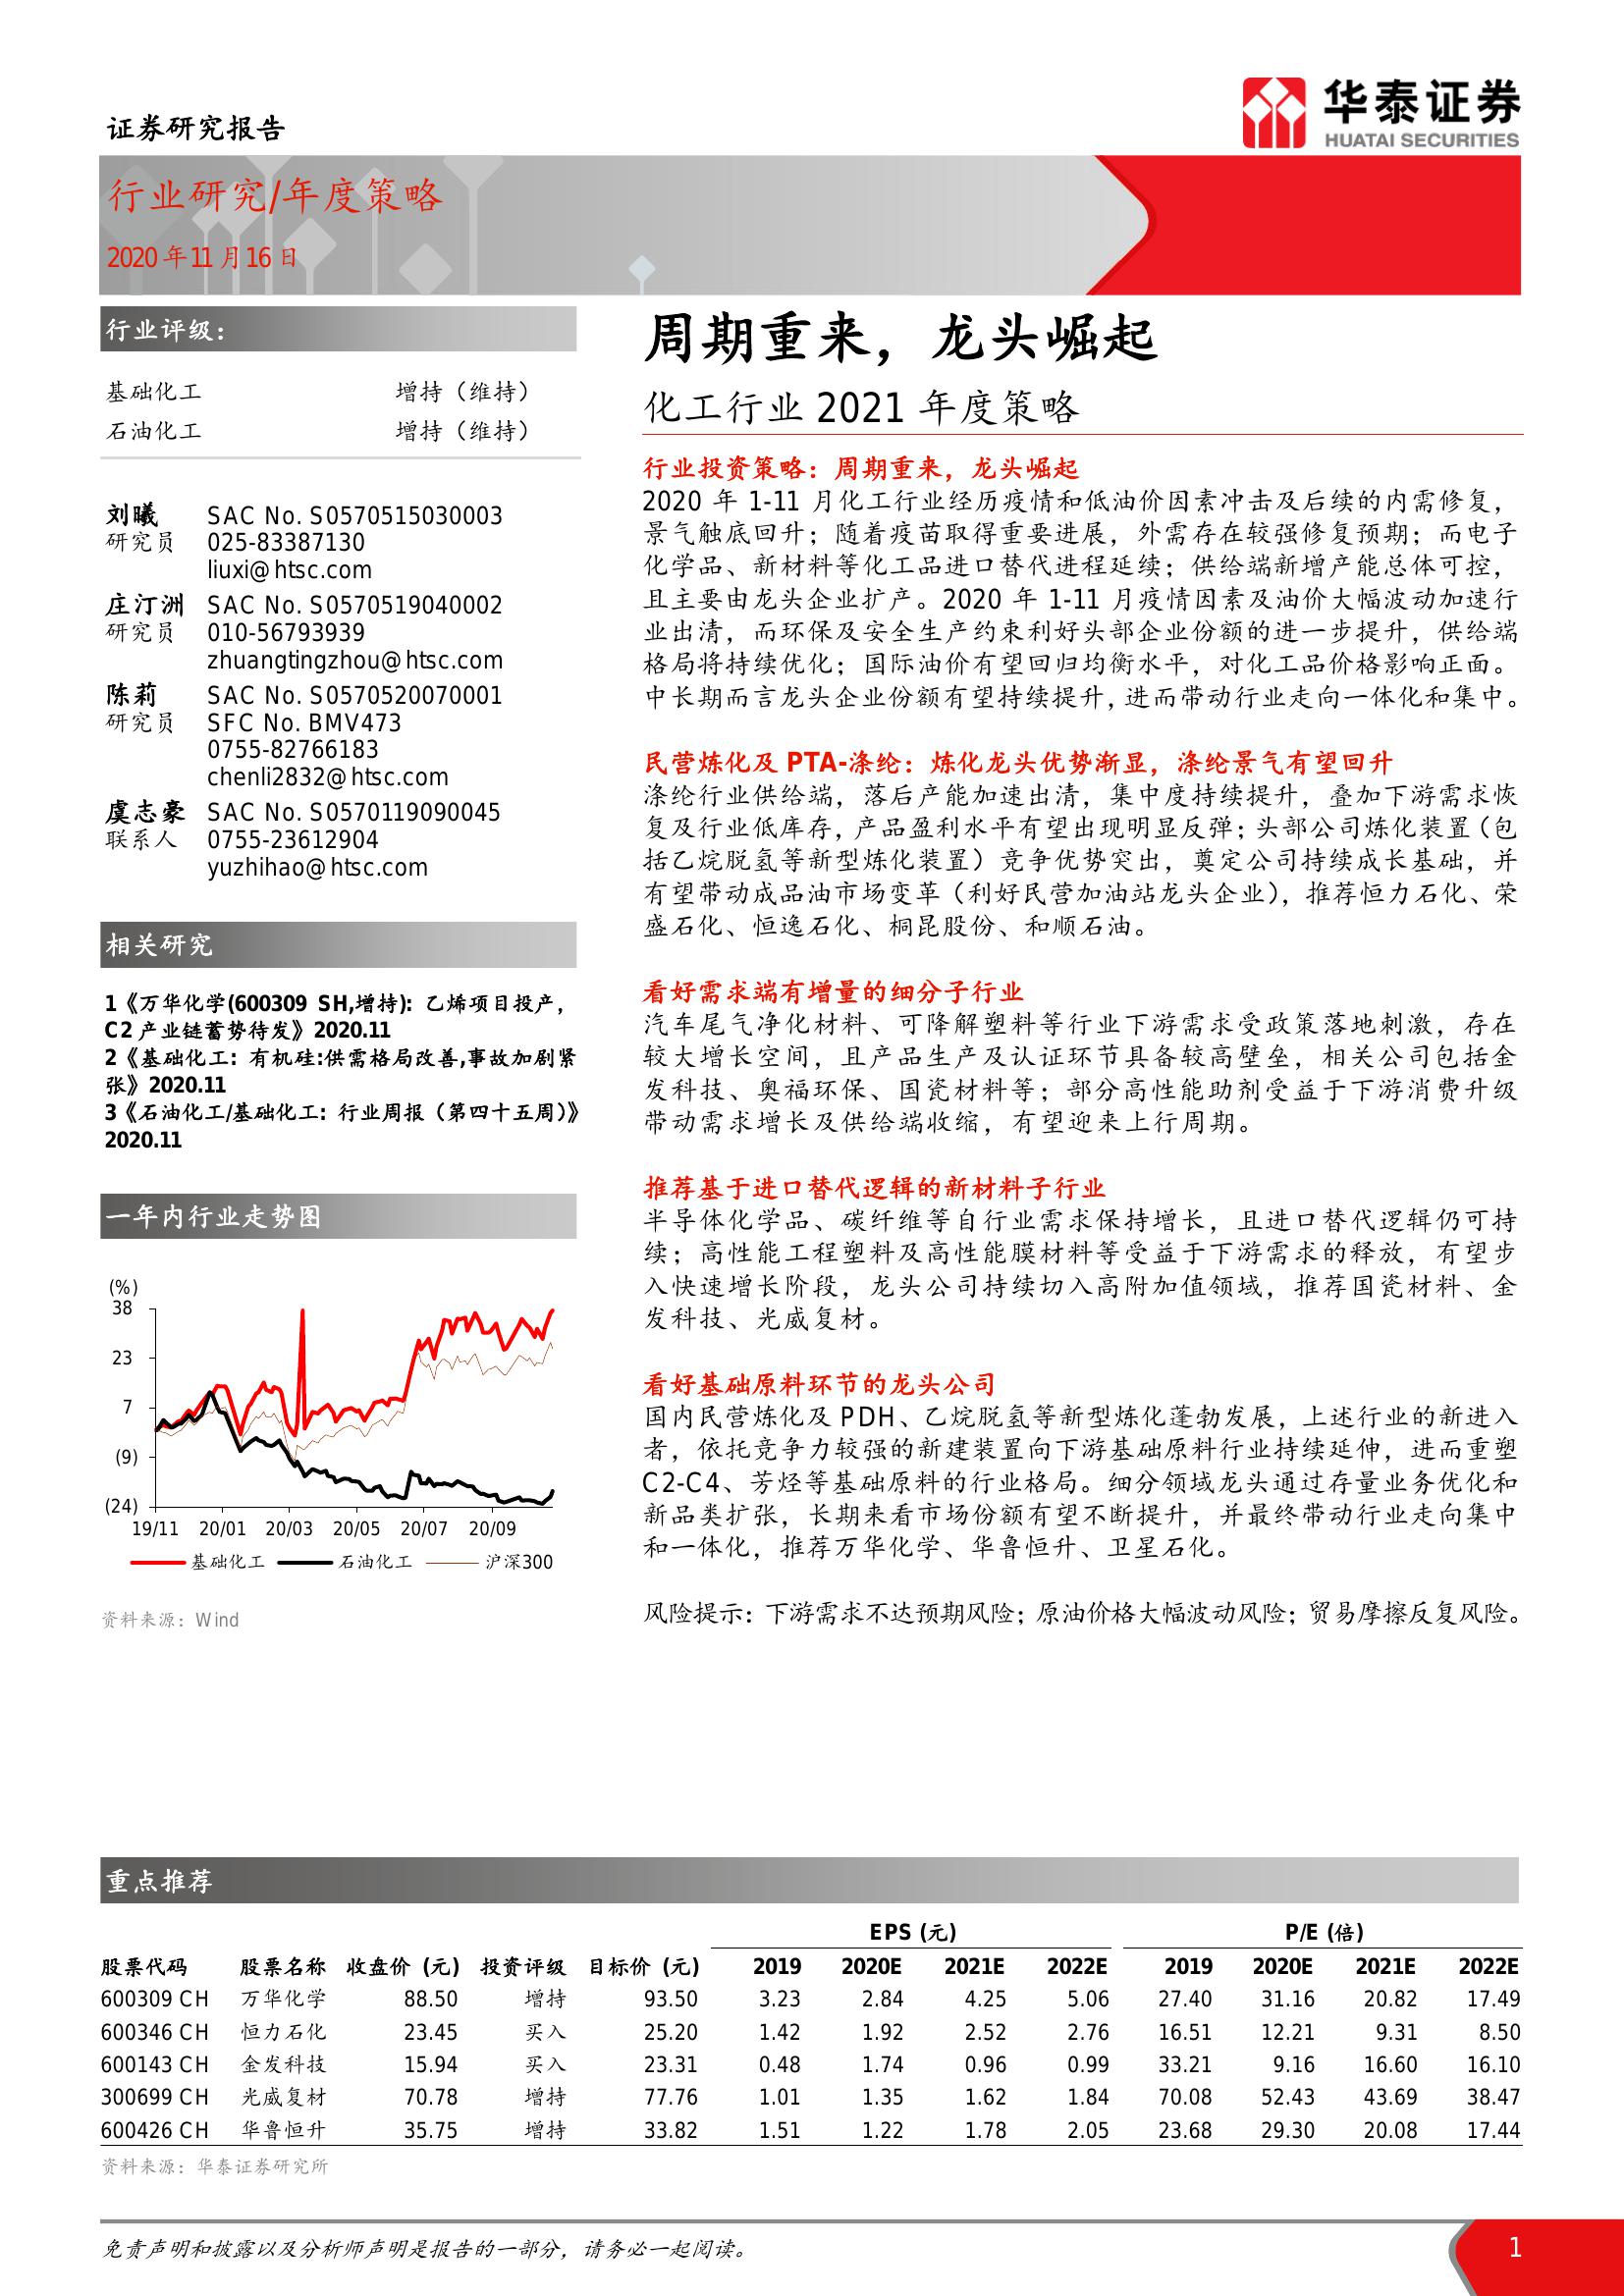 证券研究报告
华泰证券
HUATAI SECURITIES
行业研究/年度策略
2020年11月16日
行业评级：
基础化工 增持（维持）
石油化工 增持（维持）
刘曦 SAC No. S0570515030003
研究员 025-83387130
liuxi@htsc.com
庄汀洲 SAC No. S0570519040002
研究员 010-56793939
zhuangtingzhou@htsc.com
陈莉 SAC No. S0570520070001
研究员 SFC No. BMV473
0755-82766183
chenli2832@htsc.com
虞志豪 SAC No. S0570119090045
联系人 0755-23612904
yuzhihao@htsc.com
相关研究
1《万华化学(600309 SH,增持): 乙烯项目投产，
C2产业链蓄势待发》2020.11
2《基础化工: 有机硅:供需格局改善,事故加剧紧
张》2020.11
3《石油化工/基础化工: 行业周报（第四十五周）》
2020.11
一年内行业走势图
(%)
38
23
7
(9)
(24)
19/11 20/01 20/03 20/05 20/07 20/09
基础化工 石油化工 沪深300
资料来源：Wind
周期重来，龙头崛起
化工行业 2021 年度策略
行业投资策略：周期重来，龙头崛起
2020 年 1-11 月化工行业经历疫情和低油价因素冲击及后续的内需修复，
景气触底回升；随着疫苗取得重要进展，外需存在较强修复预期；而电子
化学品、新材料等化工品进口替代进程延续；供给端新增产能总体可控，
且主要由龙头企业扩产。2020 年 1-11 月疫情因素及油价大幅波动加速行
业出清，而环保及安全生产约束利好头部企业份额的进一步提升，供给端
格局将持续优化；国际油价有望回归均衡水平，对化工品价格影响正面。
中长期而言龙头企业份额有望持续提升，进而带动行业走向一体化和集中。
民营炼化及 PTA-涤纶：炼化龙头优势渐显，涤纶景气有望回升
涤纶行业供给端，落后产能加速出清，集中度持续提升，叠加下游需求恢
复及行业低库存，产品盈利水平有望出现明显反弹；头部公司炼化装置（包
括乙烷脱氢等新型炼化装置）竞争优势突出，奠定公司持续成长基础，并
有望带动成品油市场变革（利好民营加油站龙头企业），推荐恒力石化、荣
盛石化、恒逸石化、桐昆股份、和顺石油。
看好需求端有增量的细分子行业
汽车尾气净化材料、可降解塑料等行业下游需求受政策落地刺激，存在
较大增长空间，且产品生产及认证环节具备较高壁垒，相关公司包括金
发科技、奥福环保、国瓷材料等；部分高性能助剂受益于下游消费升级
带动需求增长及供给端收缩，有望迎来上行周期。
推荐基于进口替代逻辑的新材料子行业
半导体化学品、碳纤维等自行业需求保持增长，且进口替代逻辑仍可持
续；高性能工程塑料及高性能膜材料等受益于下游需求的释放，有望步
入快速增长阶段，龙头公司持续切入高附加值领域，推荐国瓷材料、金
发科技、光威复材。
看好基础原料环节的龙头公司
国内民营炼化及 PDH、乙烷脱氢等新型炼化蓬勃发展，上述行业的新进入
者，依托竞争力较强的新建装置向下游基础原料行业持续延伸，进而重塑
C2-C4、芳烃等基础原料的行业格局。细分领域龙头通过存量业务优化和
新品类扩张，长期来看市场份额有望不断提升，并最终带动行业走向集中
和一体化，推荐万华化学、华鲁恒升、卫星石化。
风险提示：下游需求不达预期风险；原油价格大幅波动风险；贸易摩擦反复风险。
重点推荐
EPS (元) P/E (倍)
股票代码 股票名称 收盘价 (元) 投资评级 目标价 (元) 2019 2020E 2021E 2022E 2019 2020E 2021E 2022E
600309 CH 万华化学 88.50 增持 93.50 3.23 2.84 4.25 5.06 27.40 31.16 20.82 17.49
600346 CH 恒力石化 23.45 买入 25.20 1.42 1.92 2.52 2.76 16.51 12.21 9.31 8.50
600143 CH 金发科技 15.94 买入 23.31 0.48 1.74 0.96 0.99 33.21 9.16 16.60 16.10
300699 CH 光威复材 70.78 增持 77.76 1.01 1.35 1.62 1.84 70.08 52.43 43.69 38.47
600426 CH 华鲁恒升 35.75 增持 33.82 1.51 1.22 1.78 2.05 23.68 29.30 20.08 17.44
资料来源：华泰证券研究所
免责声明和披露以及分析师声明是报告的一部分，请务必一起阅读。 1